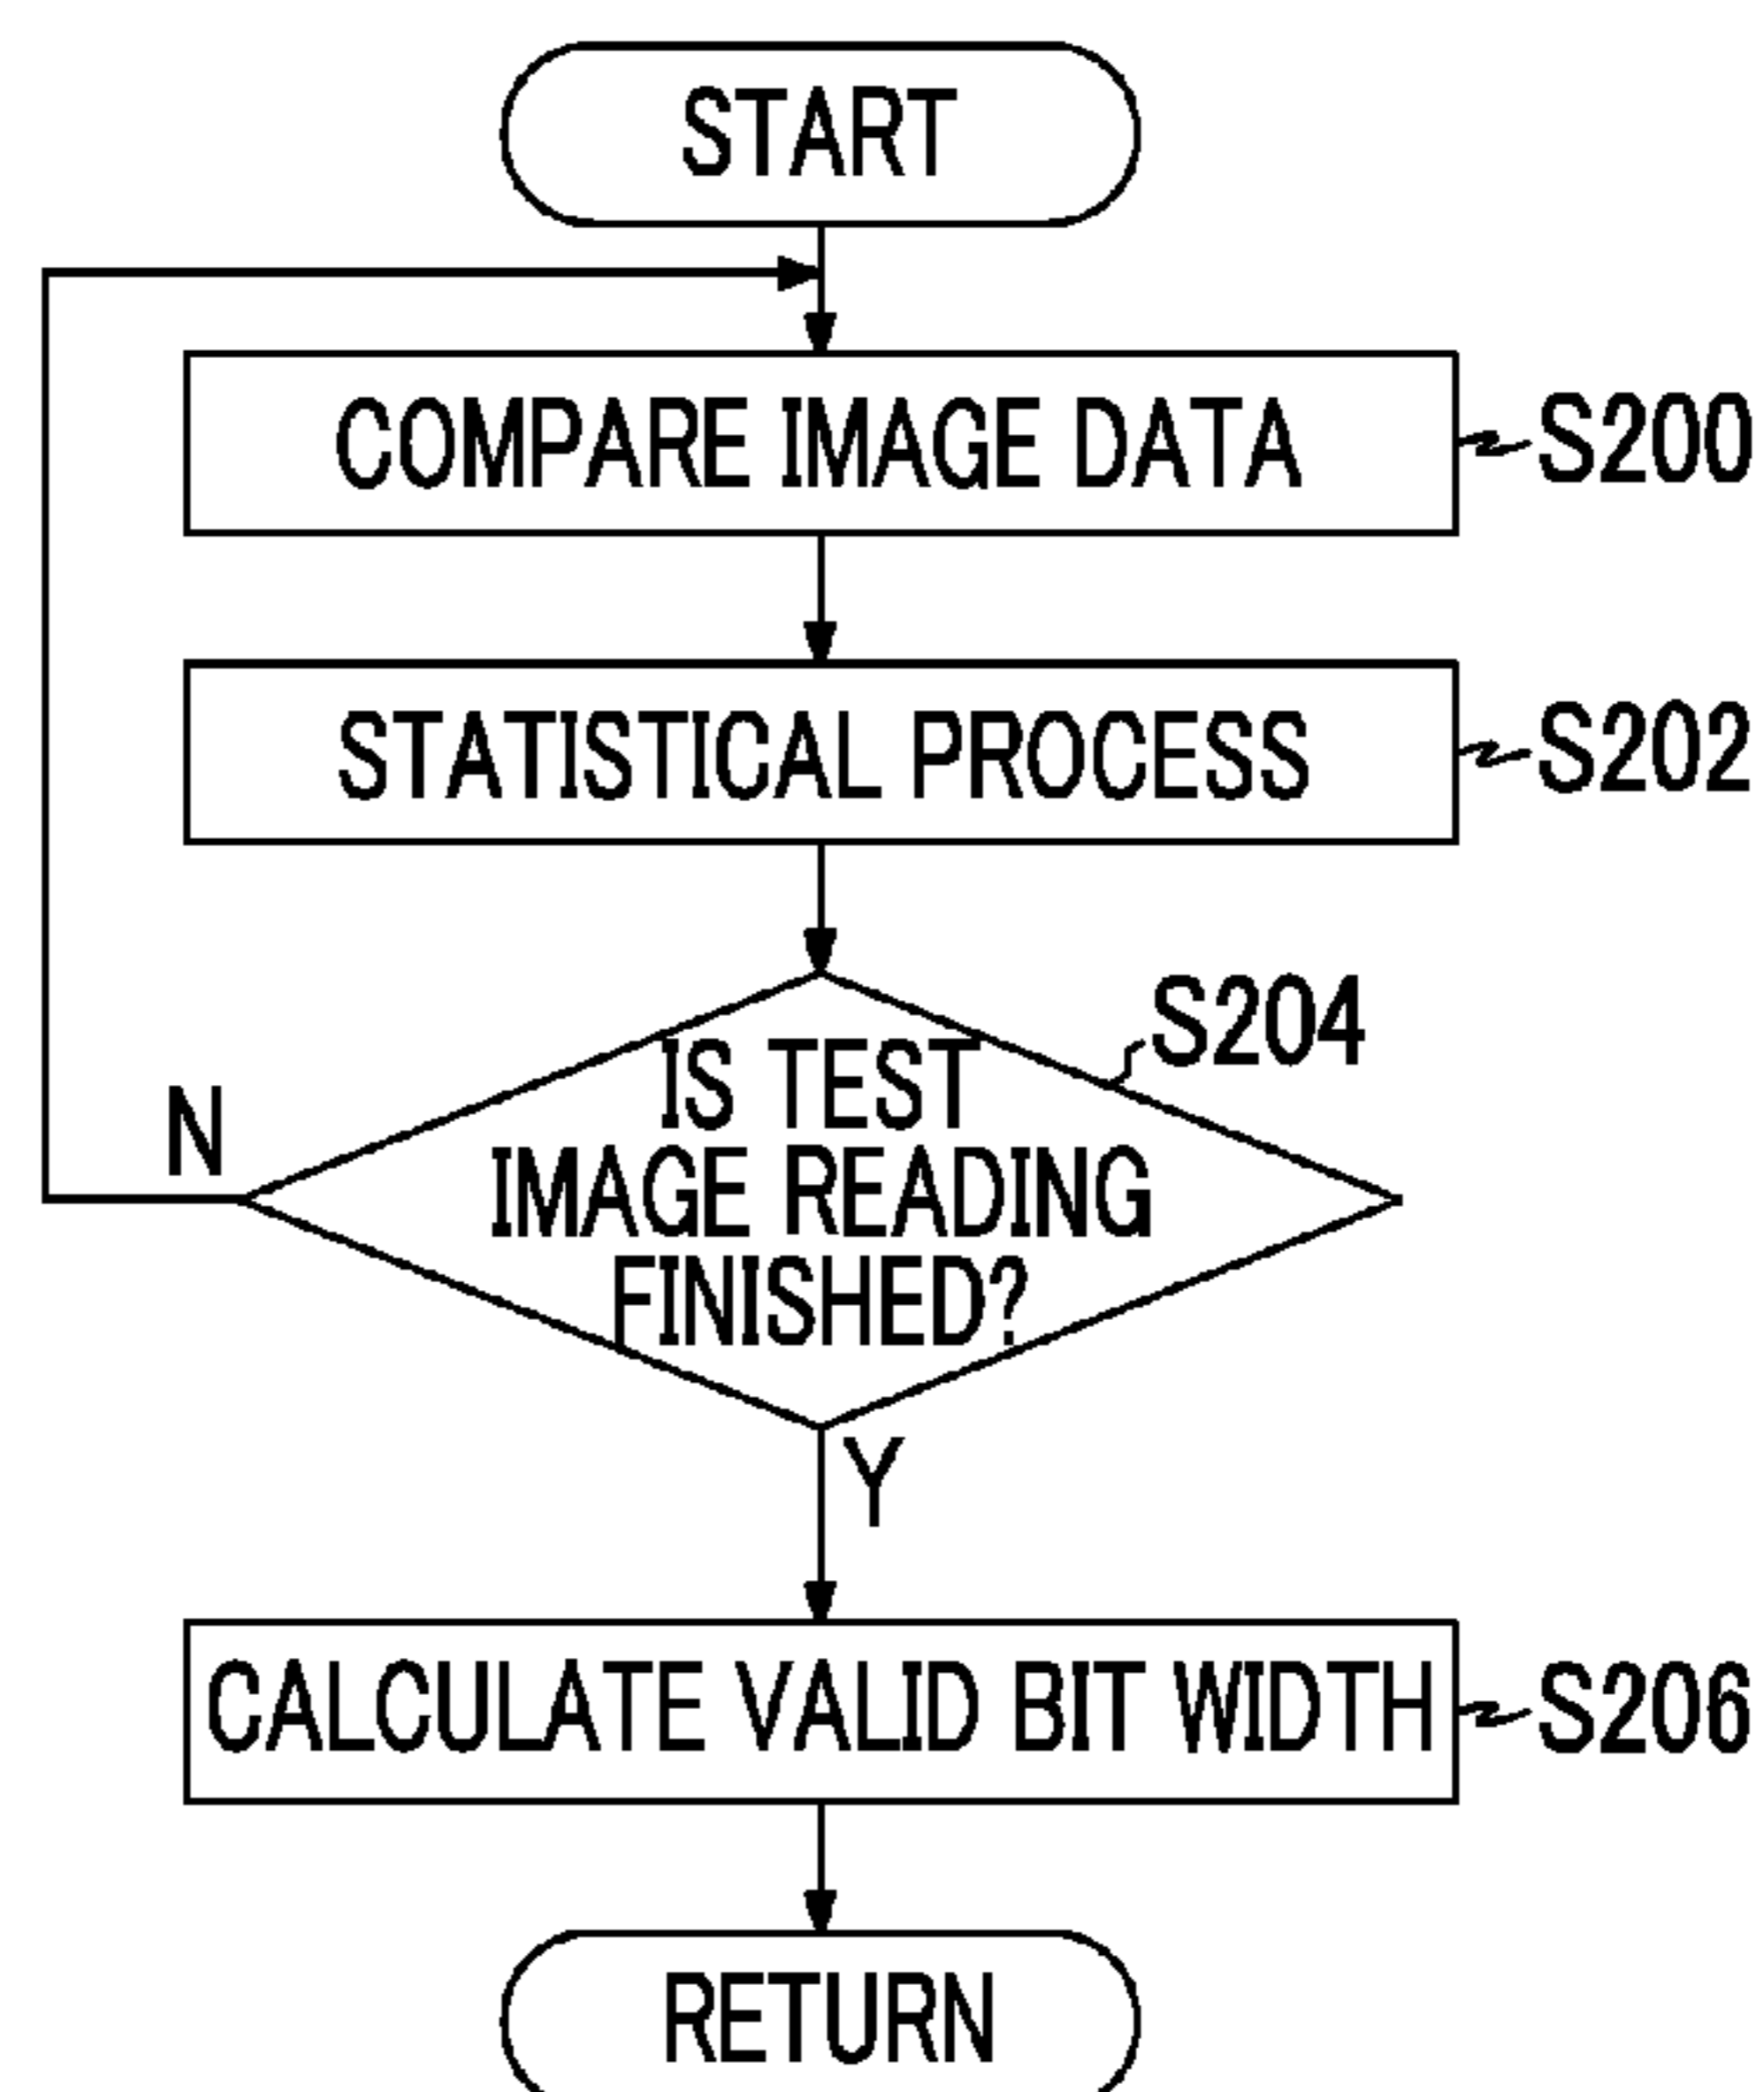 START
COMPARE IMAGE DATA S200
STATISTICAL PROCESS S202
S204
IS TEST
IMAGE READING
FINISHED?
N
Y
CALCULATE VALID BIT WIDTH S206
RETURN